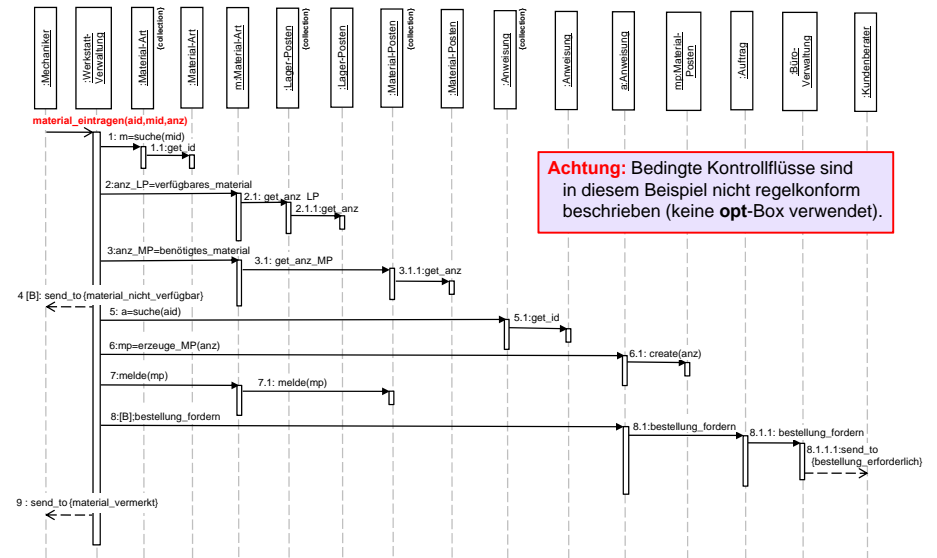 :Mechaniker
:Werkstatt-
Verwaltung
:Material-Art
{collection}
:Material-Art
m:Material-Art
:Lager-Posten
{collection}
:Lager-Posten
:Material-Posten
{collection}
:Material-Posten
:Anweisung
{collection}
:Anweisung
a:Anweisung
mp:Material-
Posten
:Auftrag
:Büro-
Verwaltung
:Kundenberater
material_eintragen(aid,mid,anz)
1: m=suche(mid)
1.1:get_id
Achtung: Bedingte Kontrollflüsse sind
in diesem Beispiel nicht regelkonform
beschrieben (keine opt-Box verwendet).
2:anz_LP=verfügbares_material
2.1: get_anz_LP
2.1.1:get_anz
3:anz_MP=benötigtes_material
3.1: get_anz_MP
3.1.1:get_anz
4 [B]: send_to {material_nicht_verfügbar}
5: a=suche(aid)
5.1:get_id
6:mp=erzeuge_MP(anz)
6.1: create(anz)
7:melde(mp)
7.1: melde(mp)
8:[B];bestellung_fordern
8.1:bestellung_fordern
8.1.1: bestellung_fordern
8.1.1.1:send_to
{bestellung_erforderlich}
9 : send_to {material_vermerkt}